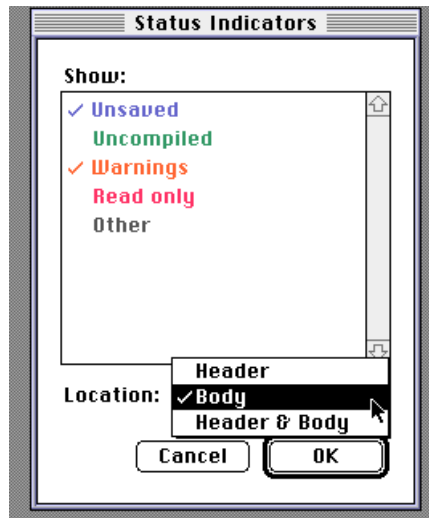 Status Indicators
Show:
✓ Unsaved
Uncompiled
✓ Warnings
Read only
Other
Header
Location: ✓Body
Header & Body
Cancel OK